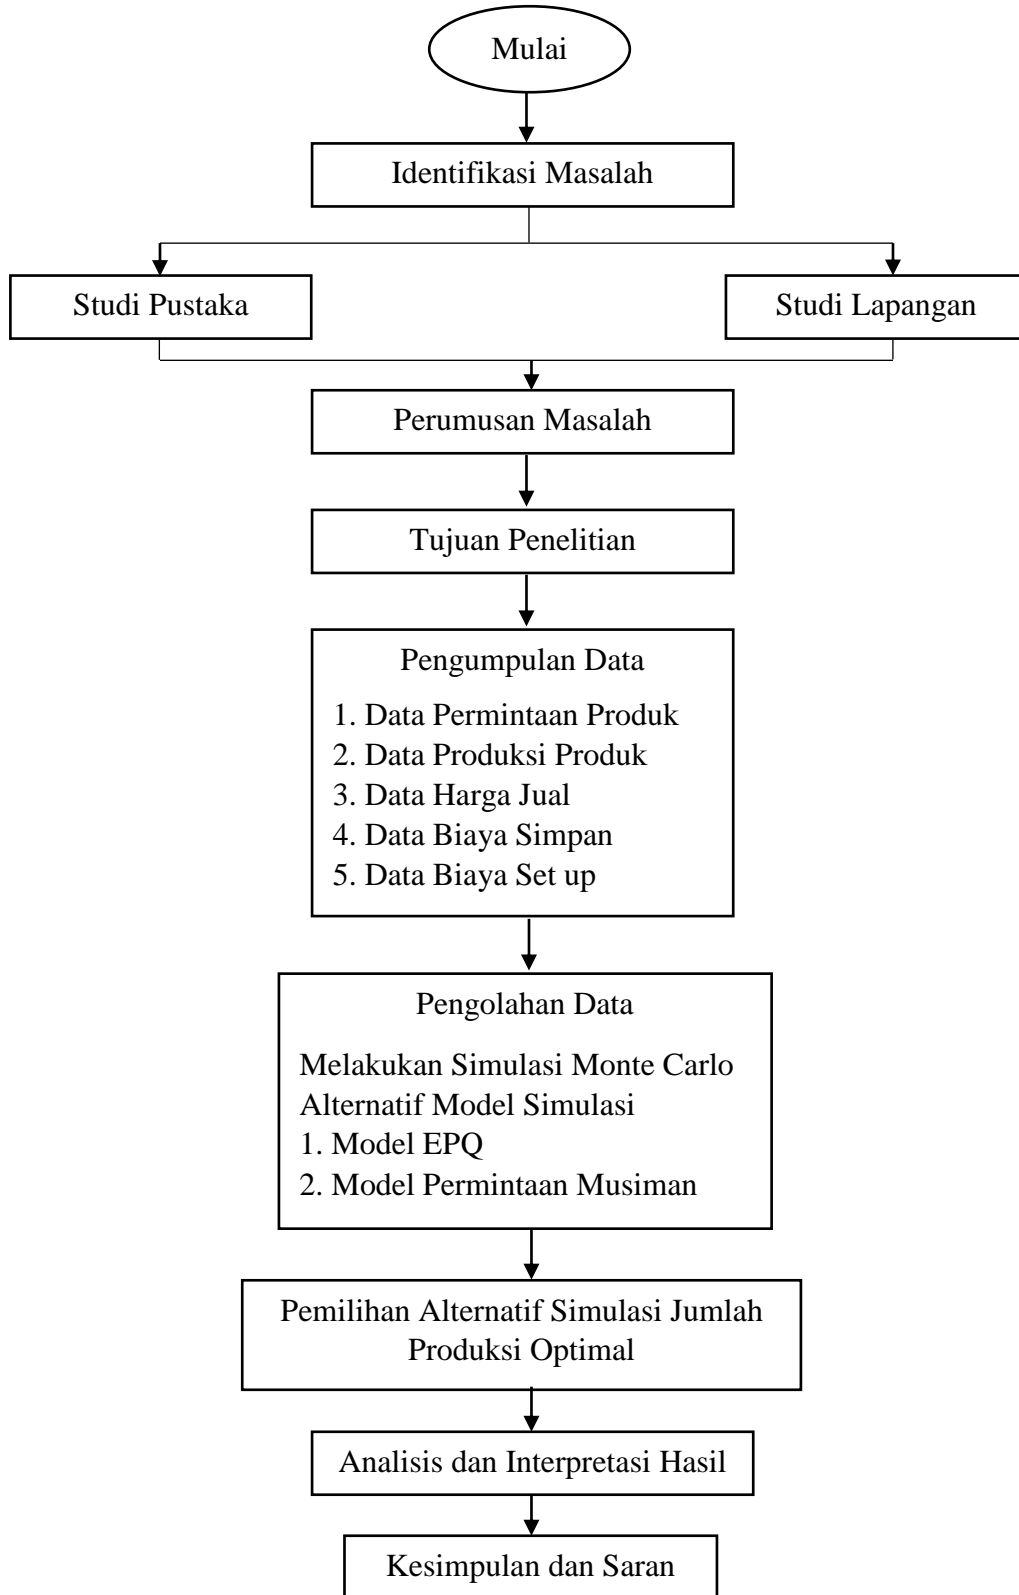 Mulai
Identifikasi Masalah
Studi Pustaka
Studi Lapangan
Perumusan Masalah
Tujuan Penelitian
Pengumpulan Data
1. Data Permintaan Produk
2. Data Produksi Produk
3. Data Harga Jual
4. Data Biaya Simpan
5. Data Biaya Set up
Pengolahan Data
Melakukan Simulasi Monte Carlo
Alternatif Model Simulasi
1. Model EPQ
2. Model Permintaan Musiman
Pemilihan Alternatif Simulasi Jumlah
Produksi Optimal
Analisis dan Interpretasi Hasil
Kesimpulan dan Saran